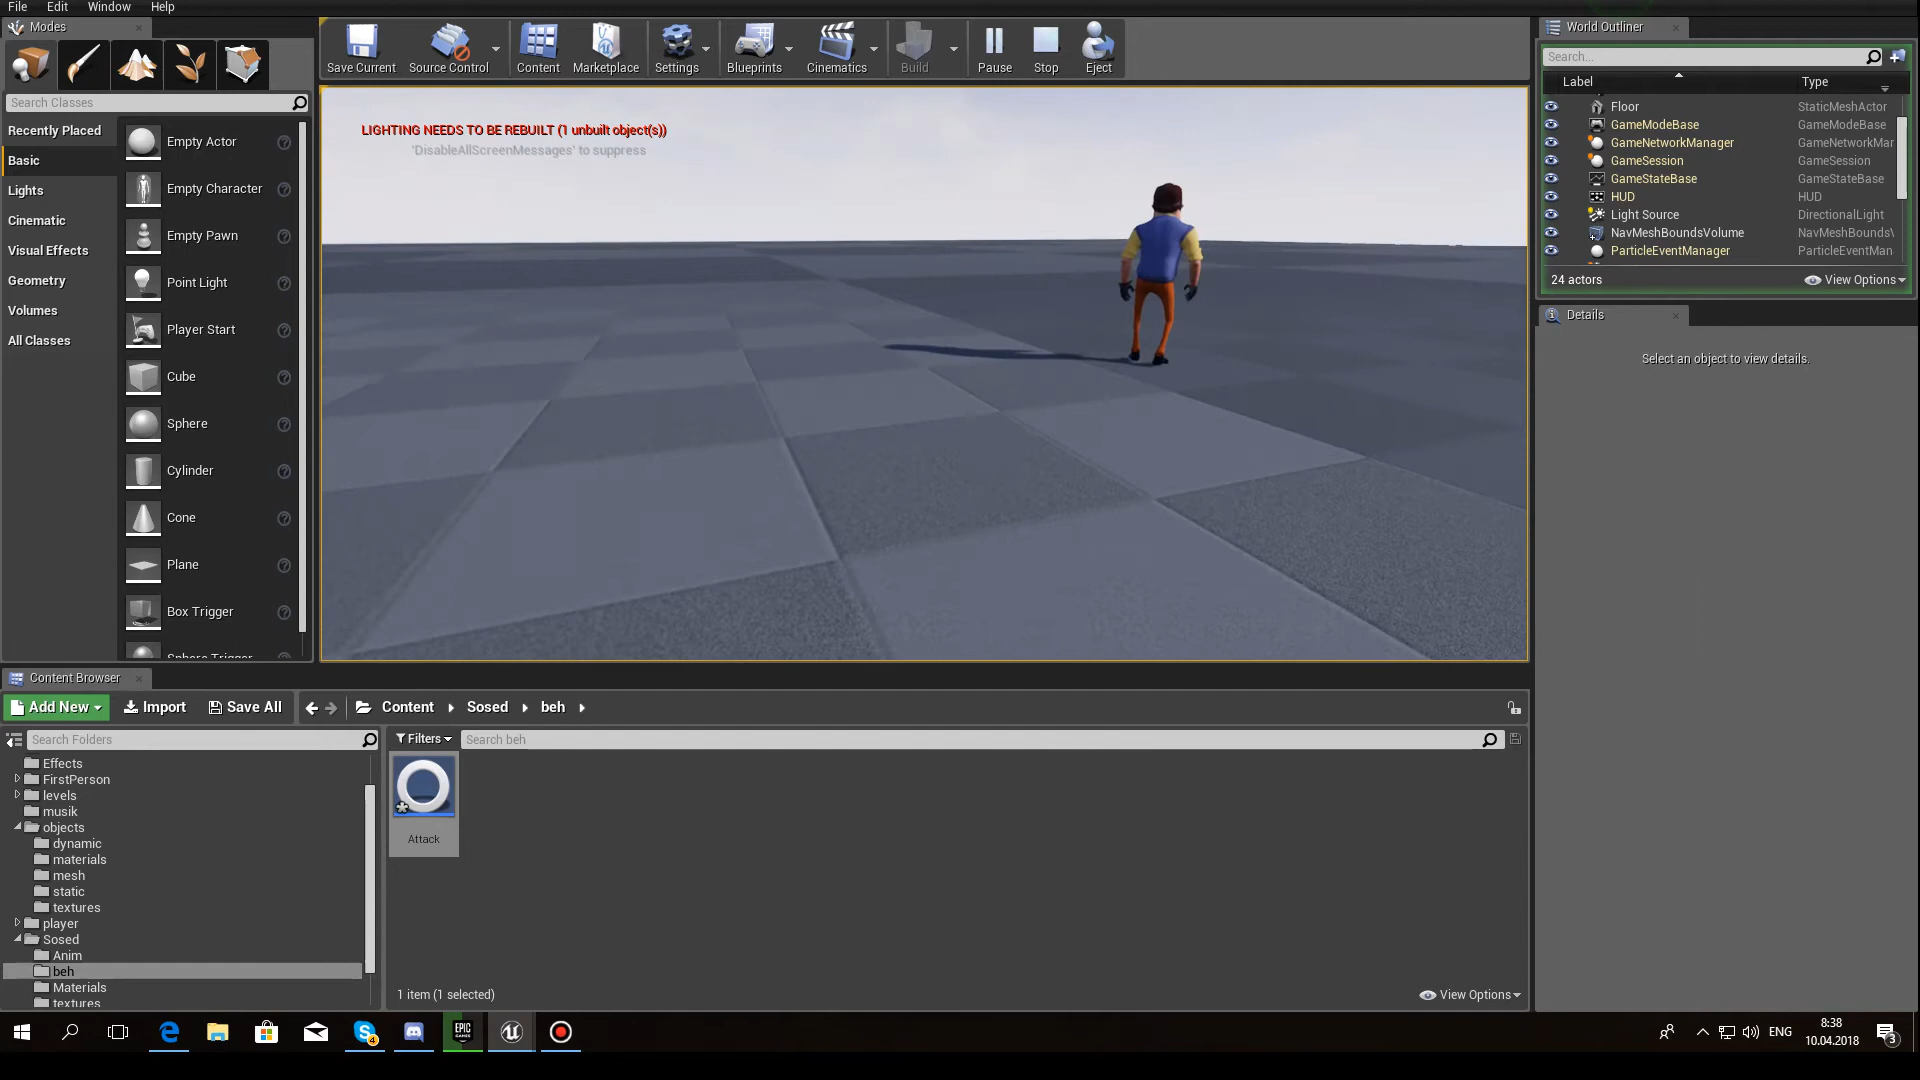 File Edit Window Help
Modes
Save Current
Source Control
Content
Marketplace
Settings
Blueprints
Cinematics
Build
Pause
Stop
Eject
World Outliner
Search...
Label Type
Floor StaticMeshActor
GameModeBase GameModeBase
GameNetworkManager GameNetworkMar
GameSession GameSession
GameStateBase GameStateBase
HUD HUD
Light Source DirectionalLight
NavMeshBoundsVolume NavMeshBounds\
ParticleEventManager ParticleEventMan
24 actors
View Options
Details
Select an object to view details.
Search Classes
Recently Placed
Basic
Lights
Cinematic
Visual Effects
Geometry
Volumes
All Classes
Empty Actor
Empty Character
Empty Pawn
Point Light
Player Start
Cube
Sphere
Cylinder
Cone
Plane
Box Trigger
Sphere Trigger
LIGHTING NEEDS TO BE REBUILT (1 unbuilt object(s))
'DisableAllScreenMessages' to suppress
Content Browser
Add New
Import
Save All
Content
Sosed
beh
Search Folders
Filters
Search beh
Effects
FirstPerson
levels
musik
objects
dynamic
materials
mesh
static
textures
player
Sosed
Anim
beh
Materials
textures
Attack
1 item (1 selected)
View Options
4
EPIC GAMES
ENG
8:38
10.04.2018
3